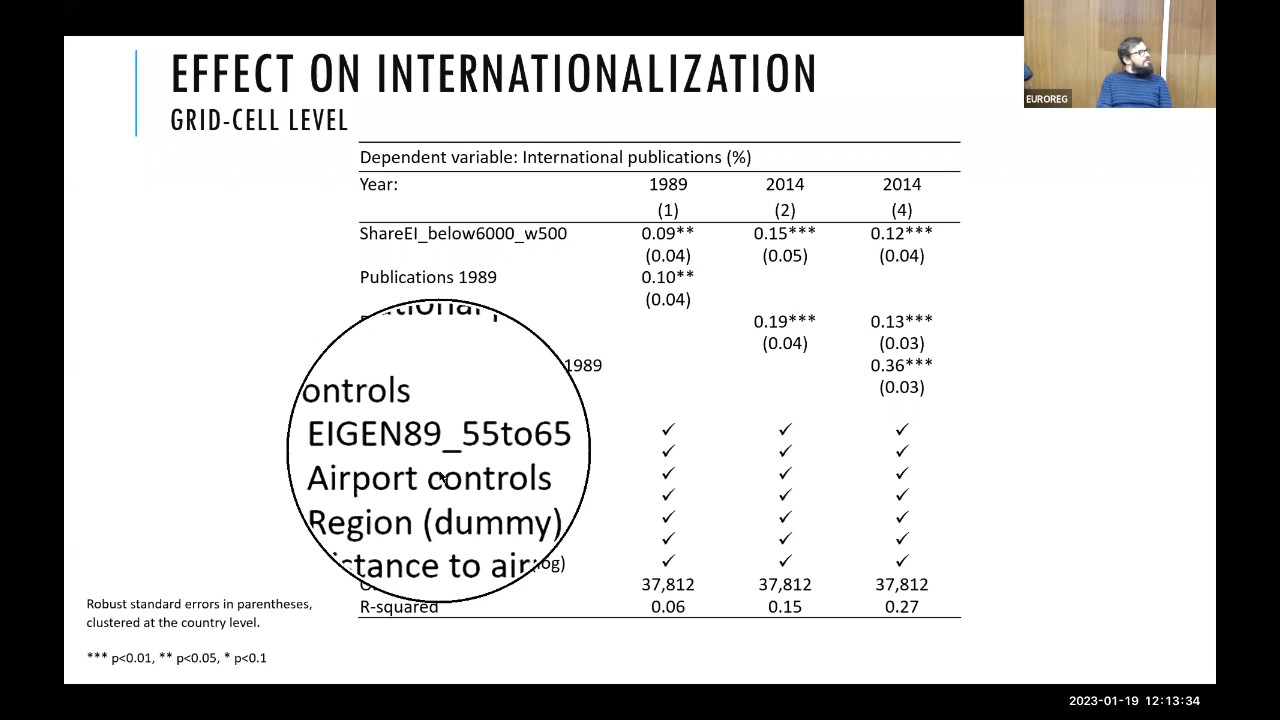 EFFECT ON INTERNATIONALIZATION
GRID-CELL LEVEL
EUROREG
Dependent variable: International publications (%)
Year: 1989 2014 2014
(1) (2) (4)
ShareEI_below6000_w500 0.09** 0.15*** 0.12***
(0.04) (0.05) (0.04)
Publications 1989 0.10**
(0.04)
0.19*** 0.13***
(0.04) (0.03)
1989 0.36***
(0.03)
ontrols
EIGEN89_55to65 ✓ ✓ ✓
✓ ✓ ✓
Airport controls ✓ ✓ ✓
✓ ✓ ✓
Region (dummy) ✓ ✓ ✓
✓ ✓ ✓
stance to air og) ✓ ✓ ✓
37,812 37,812 37,812
R-squared 0.06 0.15 0.27
Robust standard errors in parentheses,
clustered at the country level.
*** p<0.01, ** p<0.05, * p<0.1
2023-01-19 12:13:34